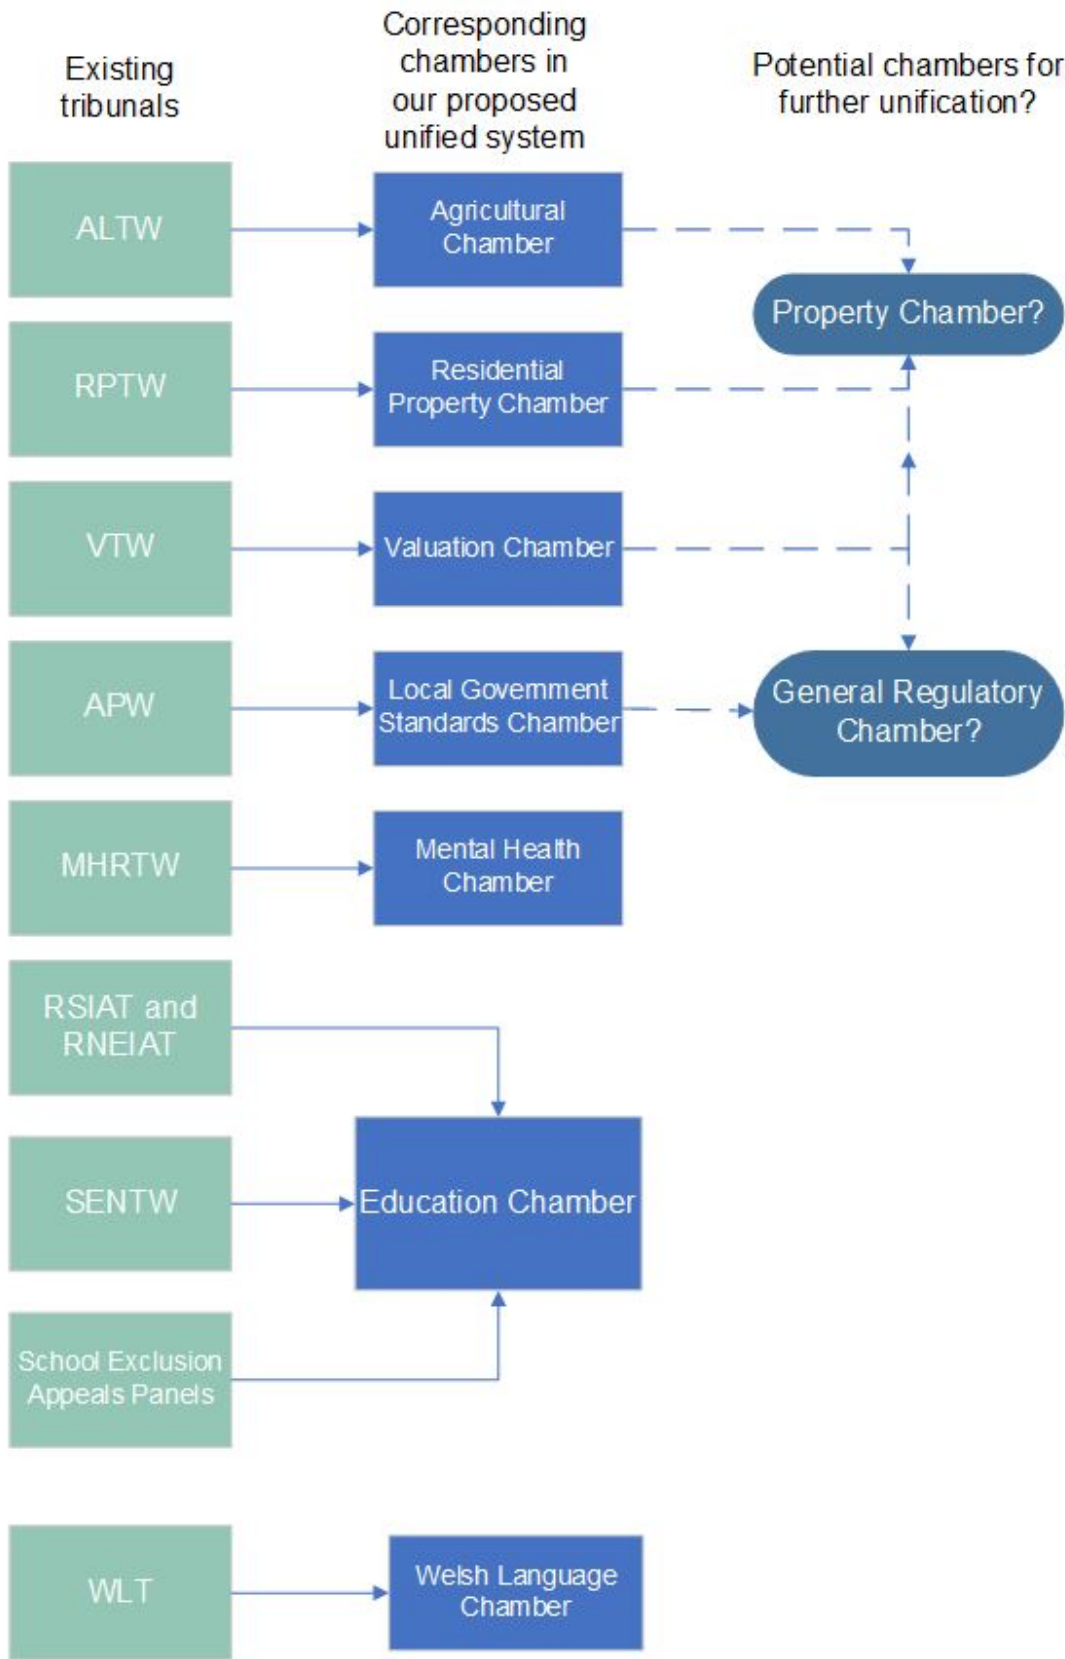 Existing
tribunals
Corresponding
chambers in
our proposed
unified system
Potential chambers for
further unification?
ALTW
Agricultural
Chamber
Property Chamber?
RPTW
Residential
Property Chamber
VTW
Valuation Chamber
APW
Local Government
Standards Chamber
General Regulatory
Chamber?
MHRTW
Mental Health
Chamber
RSIAT and
RNEIAT
SENTW
Education Chamber
School Exclusion
Appeals Panels
WLT
Welsh Language
Chamber